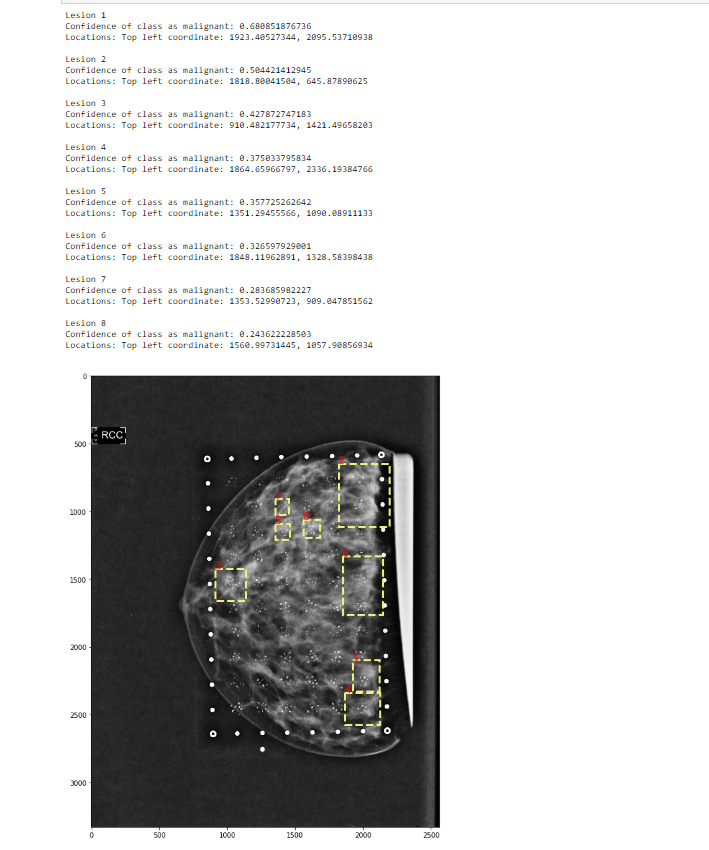 Lesion 1
Confidence of class as malignant: 0.680851876736
Locations: Top left coordinate: 1923.40527344, 2095.53710938
Lesion 2
Confidence of class as malignant: 0.504421412945
Locations: Top left coordinate: 1818.80041504, 645.87890625
Lesion 3
Confidence of class as malignant: 0.427872747183
Locations: Top left coordinate: 910.482177734, 1421.49658203
Lesion 4
Confidence of class as malignant: 0.375033795834
Locations: Top left coordinate: 1864.65966797, 2336.19384766
Lesion 5
Confidence of class as malignant: 0.357725262642
Locations: Top left coordinate: 1351.29455566, 1090.08911133
Lesion 6
Confidence of class as malignant: 0.326597929001
Locations: Top left coordinate: 1848.11962891, 1328.58398438
Lesion 7
Confidence of class as malignant: 0.283685982227
Locations: Top left coordinate: 1353.52990723, 909.047851562
Lesion 8
Confidence of class as malignant: 0.243622228503
Locations: Top left coordinate: 1560.99731445, 1057.90856934
0
RCC
500
1000
1500
2000
2500
3000
0 500 1000 1500 2000 2500